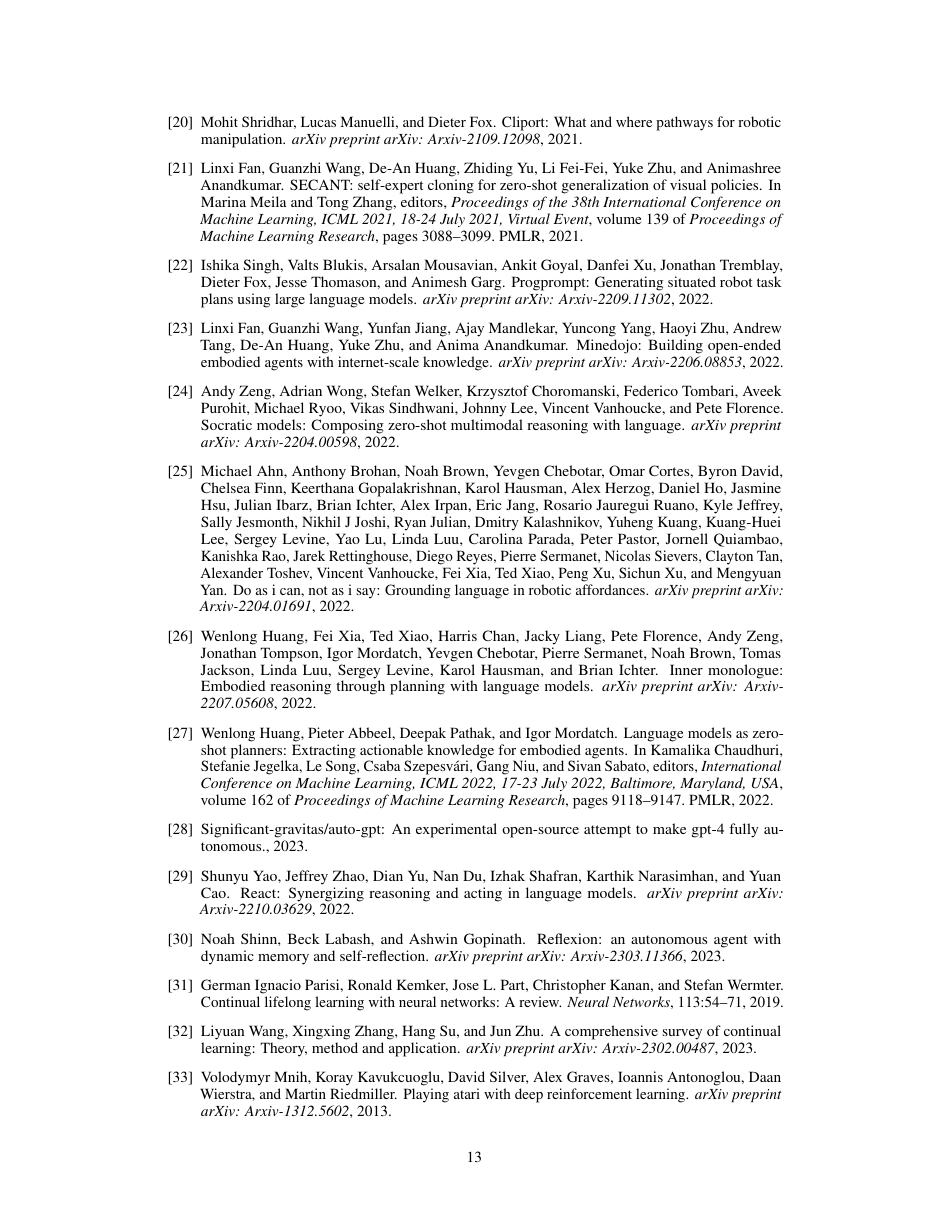 [20] Mohit Shridhar, Lucas Manuelli, and Dieter Fox. Cliport: What and where pathways for robotic
manipulation. arXiv preprint arXiv: Arxiv-2109.12098, 2021.
[21] Linxi Fan, Guanzhi Wang, De-An Huang, Zhiding Yu, Li Fei-Fei, Yuke Zhu, and Animashree
Anandkumar. SECANT: self-expert cloning for zero-shot generalization of visual policies. In
Marina Meila and Tong Zhang, editors, Proceedings of the 38th International Conference on
Machine Learning, ICML 2021, 18-24 July 2021, Virtual Event, volume 139 of Proceedings of
Machine Learning Research, pages 3088–3099. PMLR, 2021.
[22] Ishika Singh, Valts Blukis, Arsalan Mousavian, Ankit Goyal, Danfei Xu, Jonathan Tremblay,
Dieter Fox, Jesse Thomason, and Animesh Garg. Progprompt: Generating situated robot task
plans using large language models. arXiv preprint arXiv: Arxiv-2209.11302, 2022.
[23] Linxi Fan, Guanzhi Wang, Yunfan Jiang, Ajay Mandlekar, Yuncong Yang, Haoyi Zhu, Andrew
Tang, De-An Huang, Yuke Zhu, and Anima Anandkumar. Minedojo: Building open-ended
embodied agents with internet-scale knowledge. arXiv preprint arXiv: Arxiv-2206.08853, 2022.
[24] Andy Zeng, Adrian Wong, Stefan Welker, Krzysztof Choromanski, Federico Tombari, Aveek
Purohit, Michael Ryoo, Vikas Sindhwani, Johnny Lee, Vincent Vanhoucke, and Pete Florence.
Socratic models: Composing zero-shot multimodal reasoning with language. arXiv preprint
arXiv: Arxiv-2204.00598, 2022.
[25] Michael Ahn, Anthony Brohan, Noah Brown, Yevgen Chebotar, Omar Cortes, Byron David,
Chelsea Finn, Keerthana Gopalakrishnan, Karol Hausman, Alex Herzog, Daniel Ho, Jasmine
Hsu, Julian Ibarz, Brian Ichter, Alex Irpan, Eric Jang, Rosario Jauregui Ruano, Kyle Jeffrey,
Sally Jesmonth, Nikhil J Joshi, Ryan Julian, Dmitry Kalashnikov, Yuheng Kuang, Kuang-Huei
Lee, Sergey Levine, Yao Lu, Linda Luu, Carolina Parada, Peter Pastor, Jornell Quiambao,
Kanishka Rao, Jarek Rettinghouse, Diego Reyes, Pierre Sermanet, Nicolas Sievers, Clayton Tan,
Alexander Toshev, Vincent Vanhoucke, Fei Xia, Ted Xiao, Peng Xu, Sichun Xu, and Mengyuan
Yan. Do as i can, not as i say: Grounding language in robotic affordances. arXiv preprint arXiv:
Arxiv-2204.01691, 2022.
[26] Wenlong Huang, Fei Xia, Ted Xiao, Harris Chan, Jacky Liang, Pete Florence, Andy Zeng,
Jonathan Tompson, Igor Mordatch, Yevgen Chebotar, Pierre Sermanet, Noah Brown, Tomas
Jackson, Linda Luu, Sergey Levine, Karol Hausman, and Brian Ichter. Inner monologue:
Embodied reasoning through planning with language models. arXiv preprint arXiv: Arxiv-
2207.05608, 2022.
[27] Wenlong Huang, Pieter Abbeel, Deepak Pathak, and Igor Mordatch. Language models as zero-
shot planners: Extracting actionable knowledge for embodied agents. In Kamalika Chaudhuri,
Stefanie Jegelka, Le Song, Csaba Szepesvári, Gang Niu, and Sivan Sabato, editors, International
Conference on Machine Learning, ICML 2022, 17-23 July 2022, Baltimore, Maryland, USA,
volume 162 of Proceedings of Machine Learning Research, pages 9118–9147. PMLR, 2022.
[28] Significant-gravitas/auto-gpt: An experimental open-source attempt to make gpt-4 fully au-
tonomous., 2023.
[29] Shunyu Yao, Jeffrey Zhao, Dian Yu, Nan Du, Izhak Shafran, Karthik Narasimhan, and Yuan
Cao. React: Synergizing reasoning and acting in language models. arXiv preprint arXiv:
Arxiv-2210.03629, 2022.
[30] Noah Shinn, Beck Labash, and Ashwin Gopinath. Reflexion: an autonomous agent with
dynamic memory and self-reflection. arXiv preprint arXiv: Arxiv-2303.11366, 2023.
[31] German Ignacio Parisi, Ronald Kemker, Jose L. Part, Christopher Kanan, and Stefan Wermter.
Continual lifelong learning with neural networks: A review. Neural Networks, 113:54–71, 2019.
[32] Liyuan Wang, Xingxing Zhang, Hang Su, and Jun Zhu. A comprehensive survey of continual
learning: Theory, method and application. arXiv preprint arXiv: Arxiv-2302.00487, 2023.
[33] Volodymyr Mnih, Koray Kavukcuoglu, David Silver, Alex Graves, Ioannis Antonoglou, Daan
Wierstra, and Martin Riedmiller. Playing atari with deep reinforcement learning. arXiv preprint
arXiv: Arxiv-1312.5602, 2013.
13